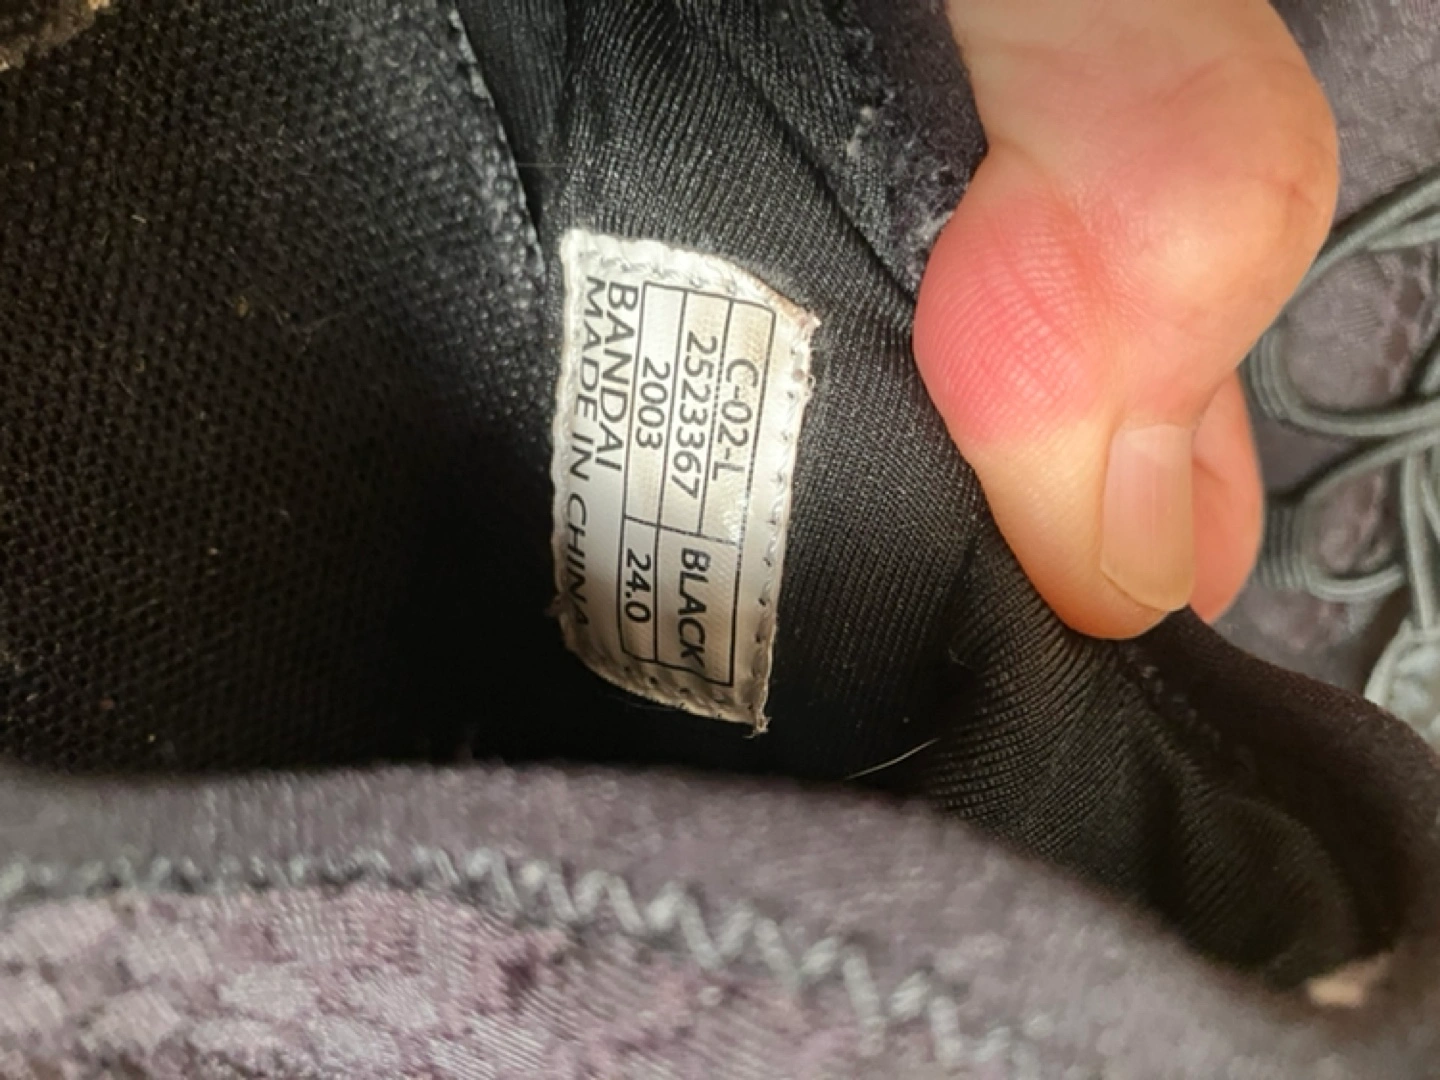 C-02-L
2523367 BLACK
2003 24.0
BANDAI
MADE IN CHINA